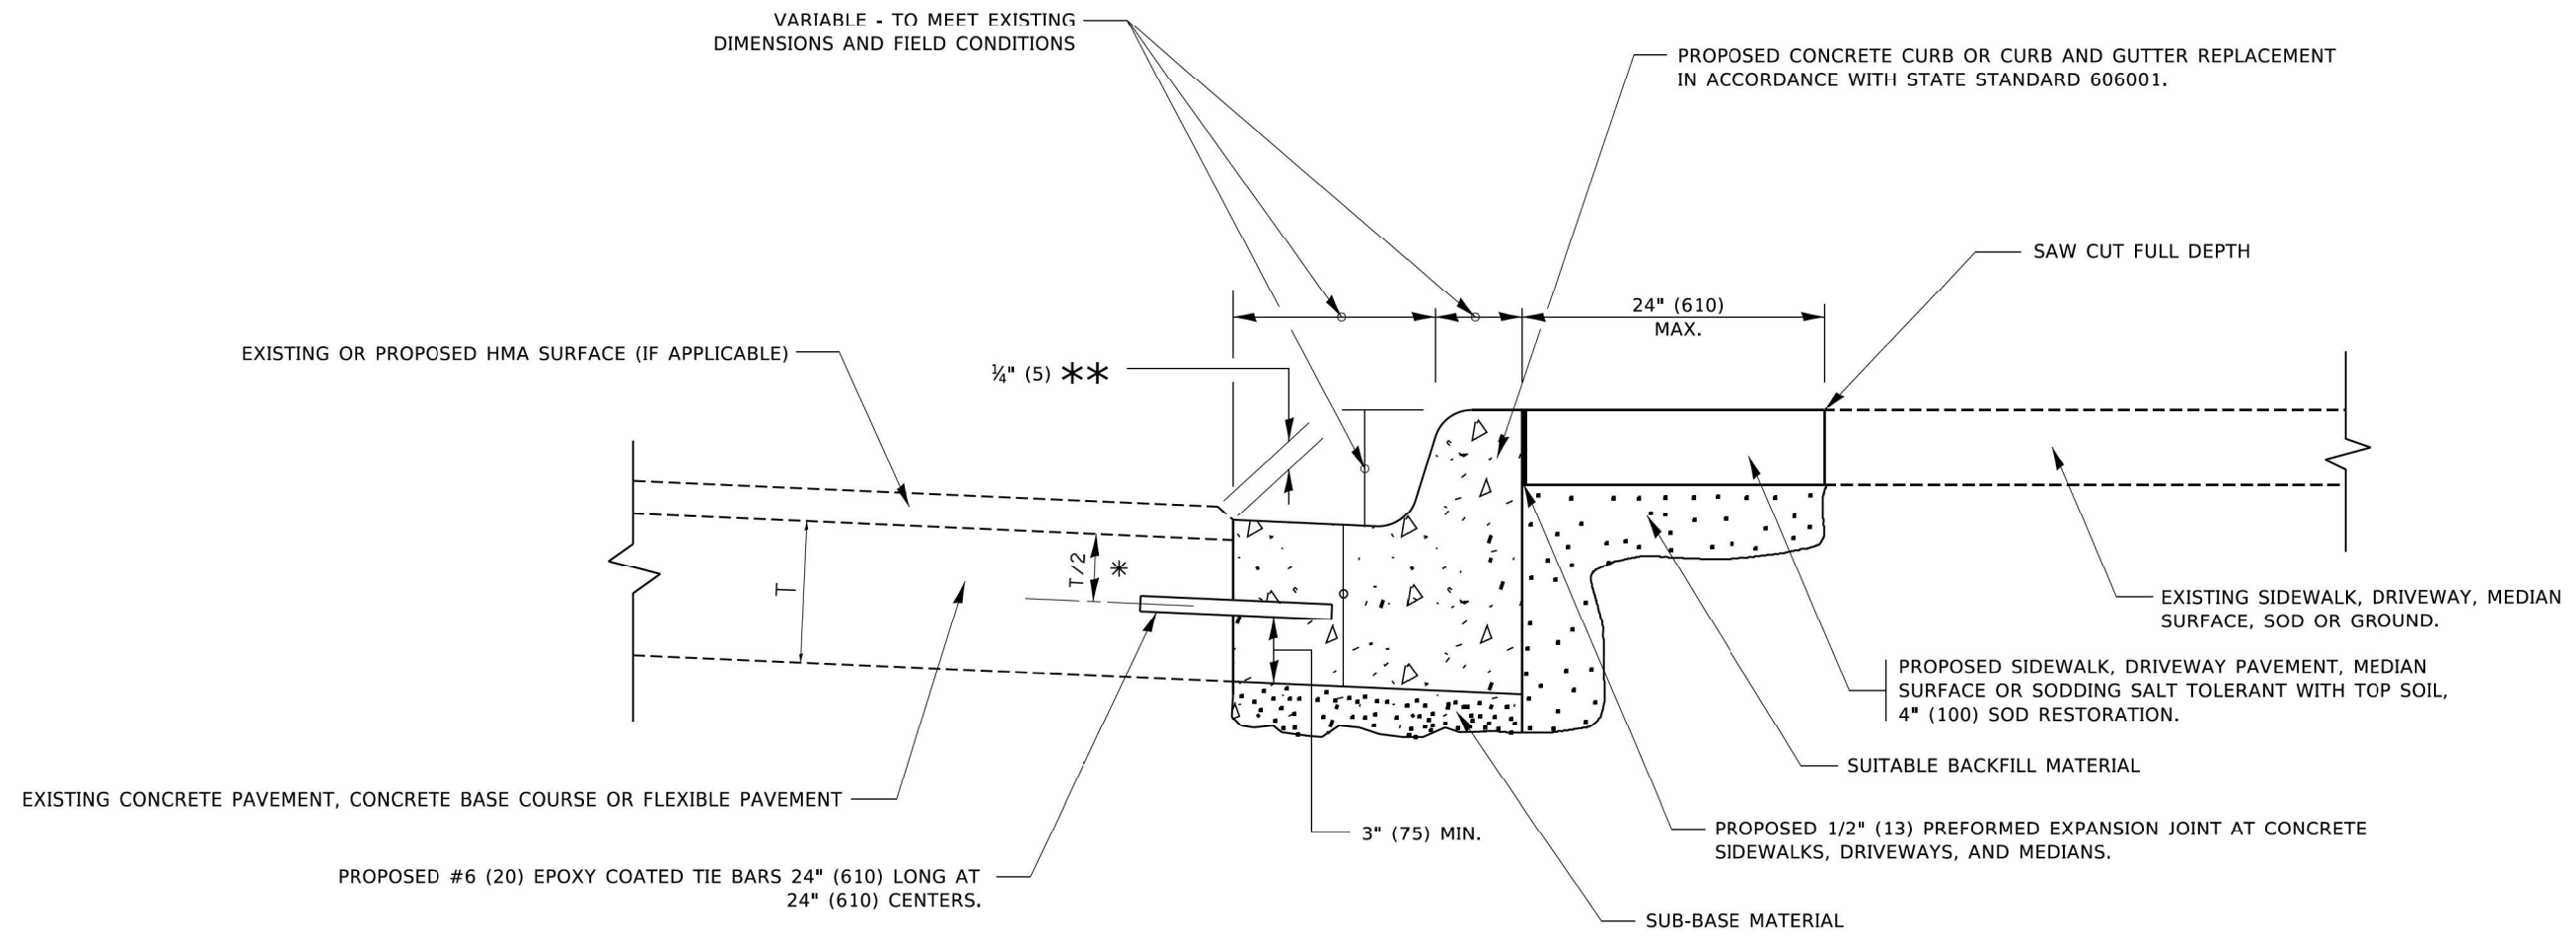 VARIABLE - TO MEET EXISTING
DIMENSIONS AND FIELD CONDITIONS
PROPOSED CONCRETE CURB OR CURB AND GUTTER REPLACEMENT
IN ACCORDANCE WITH STATE STANDARD 606001.
SAW CUT FULL DEPTH
24" (610)
MAX.
EXISTING OR PROPOSED HMA SURFACE (IF APPLICABLE)
¼" (5) **
T
T/2
*
EXISTING SIDEWALK, DRIVEWAY, MEDIAN
SURFACE, SOD OR GROUND.
PROPOSED SIDEWALK, DRIVEWAY PAVEMENT, MEDIAN
SURFACE OR SODDING SALT TOLERANT WITH TOP SOIL,
4" (100) SOD RESTORATION.
SUITABLE BACKFILL MATERIAL
EXISTING CONCRETE PAVEMENT, CONCRETE BASE COURSE OR FLEXIBLE PAVEMENT
3" (75) MIN.
PROPOSED 1/2" (13) PREFORMED EXPANSION JOINT AT CONCRETE
SIDEWALKS, DRIVEWAYS, AND MEDIANS.
PROPOSED #6 (20) EPOXY COATED TIE BARS 24" (610) LONG AT
24" (610) CENTERS.
SUB-BASE MATERIAL